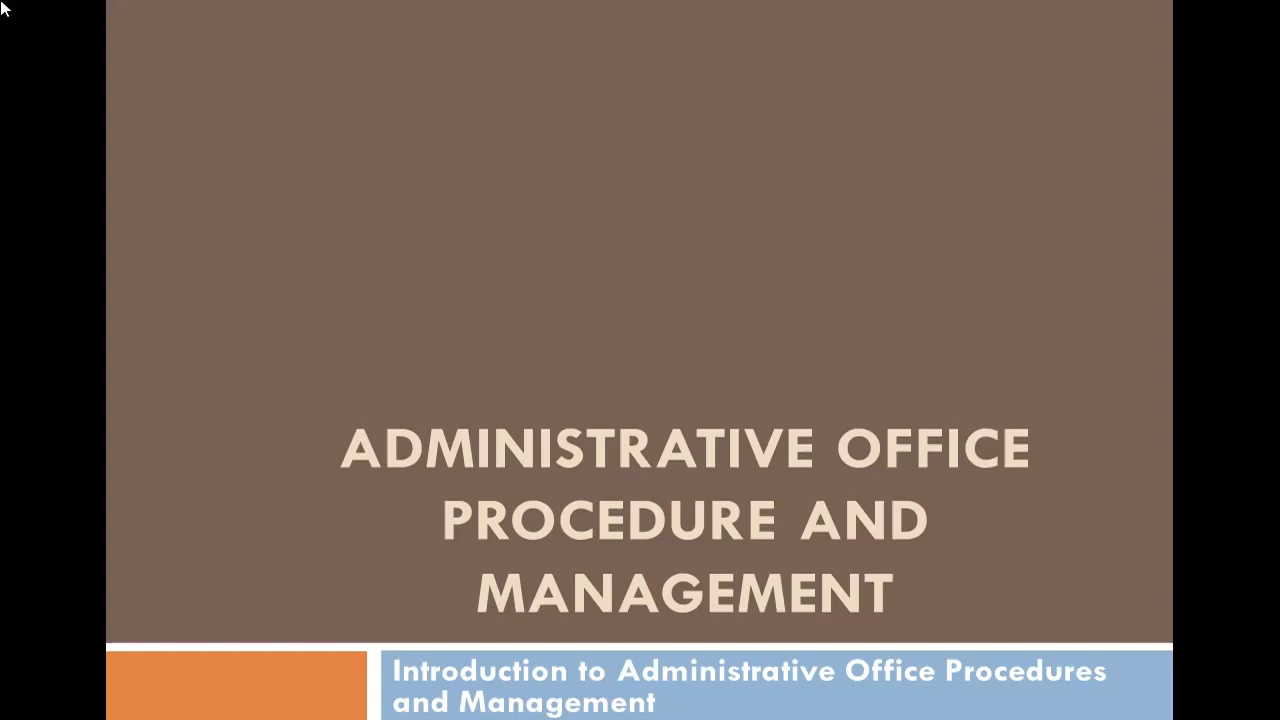 ADMINISTRATIVE OFFICE
PROCEDURE AND
MANAGEMENT
Introduction to Administrative Office Procedures
and Management